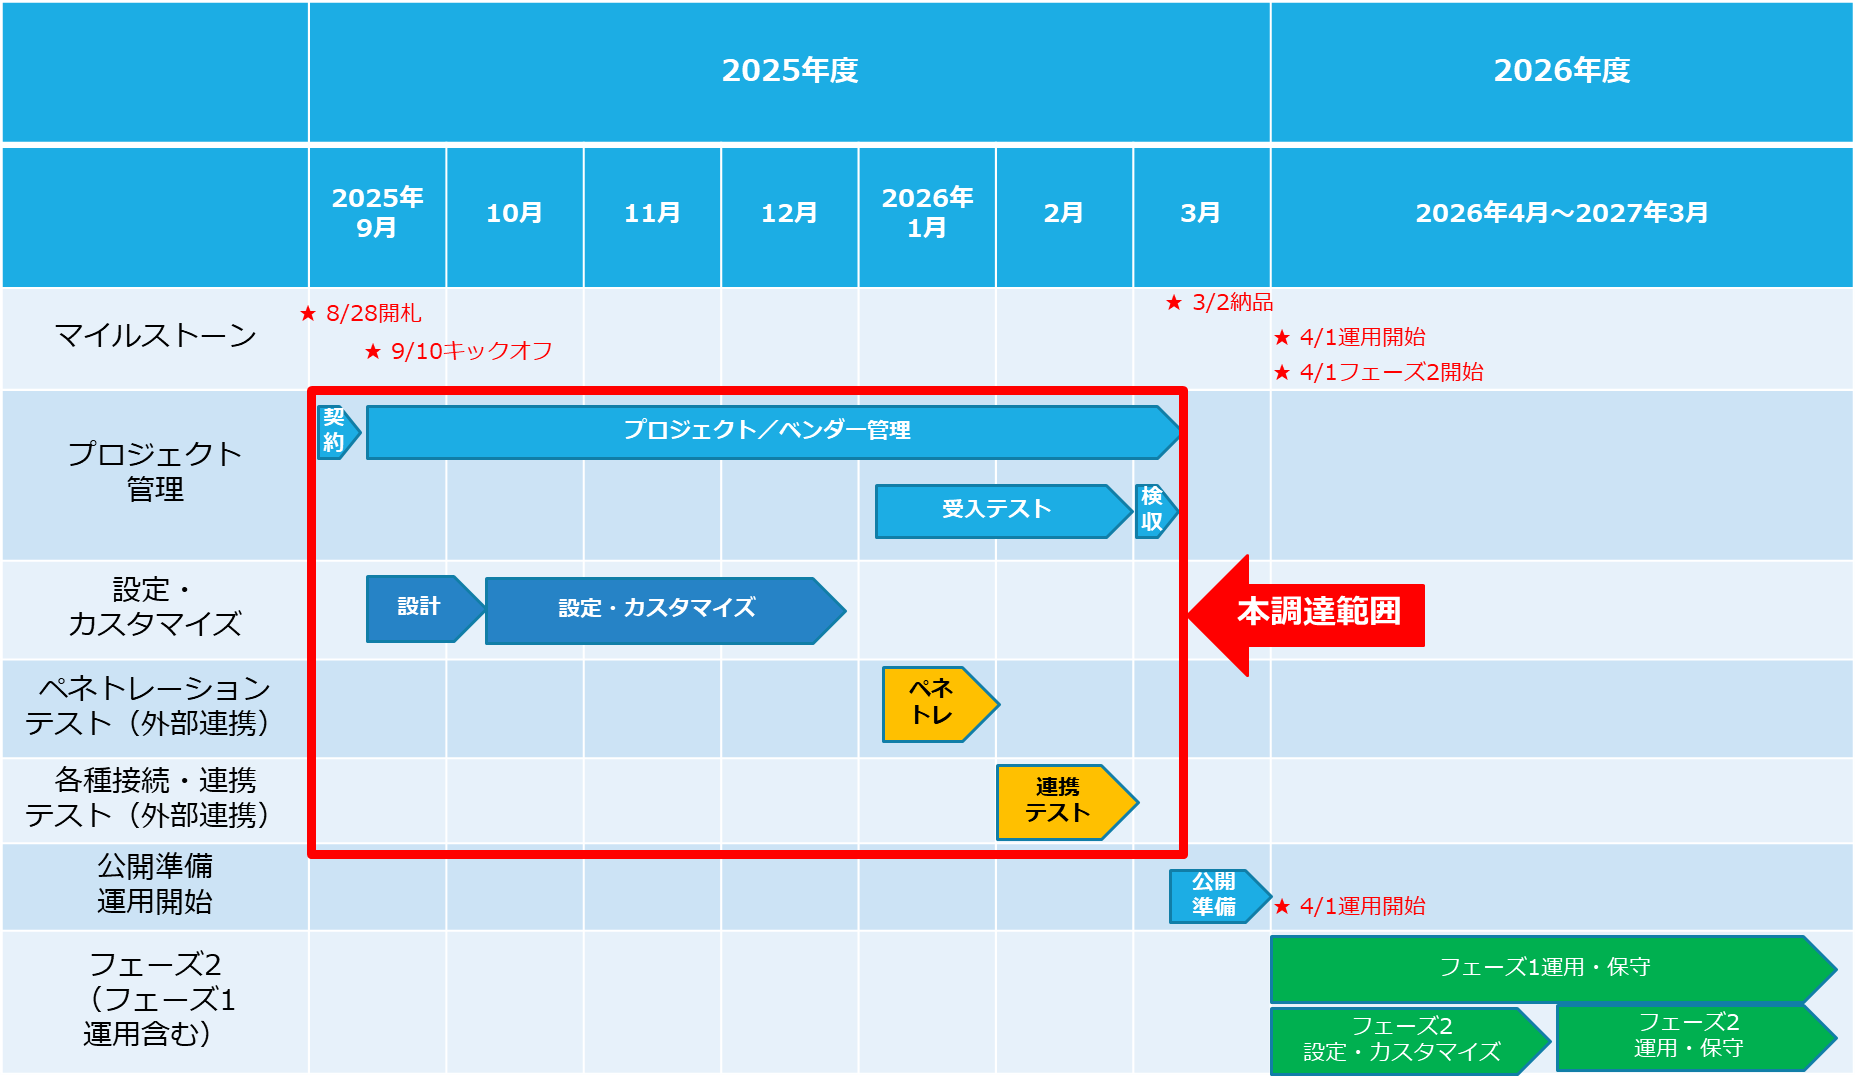 2025年度
2026年度
2025年
9月
10月
11月
12月
2026年
1月
2月
3月
2026年4月～2027年3月
マイルストーン
★ 8/28開札
★ 9/10キックオフ
★ 3/2納品
★ 4/1運用開始
★ 4/1フェーズ2開始
プロジェクト
管理
契
約
プロジェクト／ベンダー管理
受入テスト
検
収
設定・
カスタマイズ
設計
設定・カスタマイズ
本調達範囲
ペネトレーション
テスト（外部連携）
ペネ
トレ
各種接続・連携
テスト（外部連携）
連携
テスト
公開準備
運用開始
公開
準備
★ 4/1運用開始
フェーズ2
（フェーズ1
運用含む）
フェーズ1運用・保守
フェーズ2
設定・カスタマイズ
フェーズ2
運用・保守